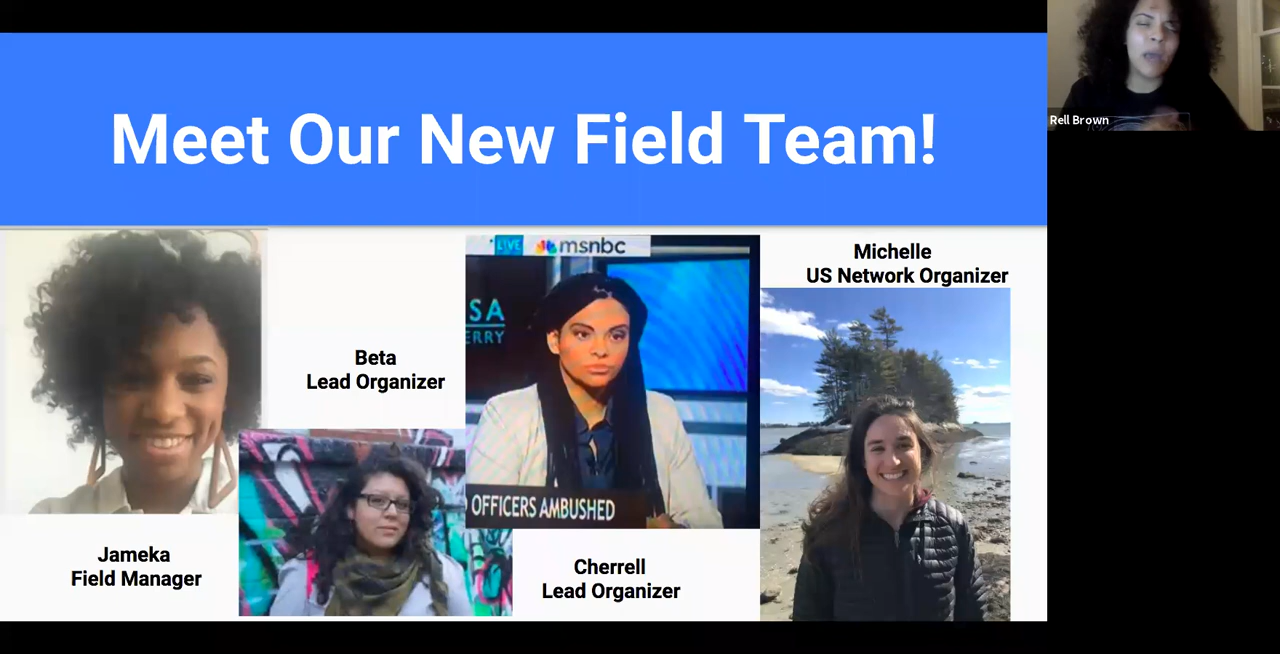 Meet Our New Field Team!
Rell Brown
LIVE msnbc
SA
ERRY
OFFICERS AMBUSHED
Michelle
US Network Organizer
Beta
Lead Organizer
Jameka
Field Manager
Cherrell
Lead Organizer